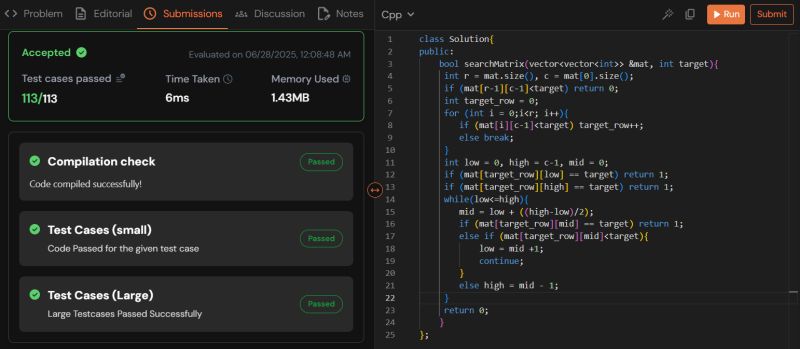 <> Problem Editorial Submissions Discussion Notes
Accepted Evaluated on 06/28/2025, 12:08:48 AM
Test cases passed Time Taken Memory Used
113/113 6ms 1.43MB
Compilation check Passed
Code compiled successfully!
Test Cases (small) Passed
Code Passed for the given test case
Test Cases (Large) Passed
Large Testcases Passed Successfully
Cpp Run Submit
1 class Solution{
2 public:
3 bool searchMatrix(vector<vector<int>> &mat, int target){
4 int r = mat.size(), c = mat[0].size();
5 if (mat[r-1][c-1]<target) return 0;
6 int target_row = 0;
7 for (int i = 0;i<r; i++){
8 if (mat[i][c-1]<target) target_row++;
9 else break;
10 }
11 int low = 0, high = c-1, mid = 0;
12 if (mat[target_row][low] == target) return 1;
13 if (mat[target_row][high] == target) return 1;
14 while(low<=high){
15 mid = low + ((high-low)/2);
16 if (mat[target_row][mid] == target) return 1;
17 else if (mat[target_row][mid]<target){
18 low = mid +1;
19 continue;
20 }
21 else high = mid - 1;
22 }
23 return 0;
24 }
25 };